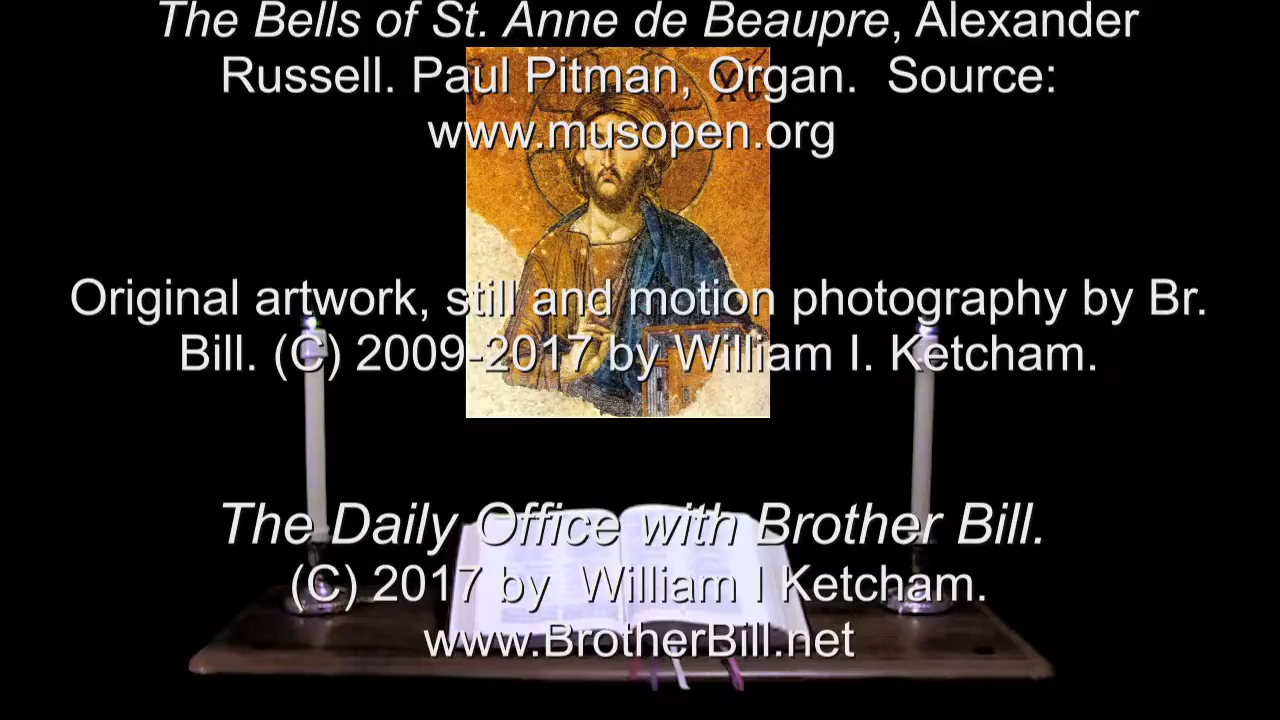 The Bells of St. Anne de Beaupre, Alexander
Russell. Paul Pitman, Organ.  Source:
www.musopen.org
Original artwork, still and motion photography by Br.
Bill. (C) 2009-2017 by William I. Ketcham.
The Daily Office with Brother Bill.
(C) 2017 by  William I Ketcham.
www.BrotherBill.net